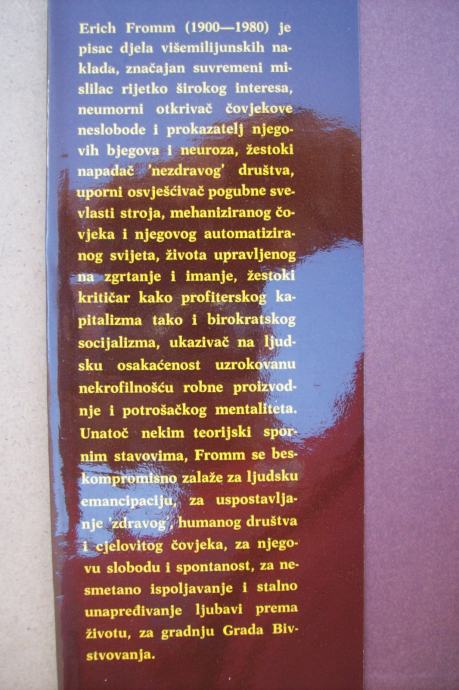 Erich Fromm (1900—1980) je
pisac djela višemilijunskih na-
klada, značajan suvremeni mi-
slilac rijetko širokog interesa,
neumorni otkrivač čovjekove
neslobode i prokazatelj njego-
vih bjegova i neuroza, žestoki
napadač 'nezdravog' društva,
uporni osvješćivač pogubne sve-
vlasti stroja, mehaniziranog čo-
vjeka i njegovog automatizira-
nog svijeta, života upravljenog
na zgrtanje i imanje, žestoki
kritičar kako profiterskog ka-
pitalizma tako i birokratskog
socijalizma, ukazivač na ljud-
sku osakaćenost uzrokovanu
nekrofilnošću robne proizvod-
nje i potrošačkog mentaliteta.
Unatoč nekim teorijski spor-
nim stavovima, Fromm se bes-
kompromisno zalaže za ljudsku
emancipaciju, za uspostavlja-
nje 'zdravog', humanog društva
i cjelovitog čovjeka, za njego-
vu slobodu i spontanost, za ne-
smetano ispoljavanje i stalno
unapređivanje ljubavi prema
životu, za gradnju Grada Biv-
stvovanja.